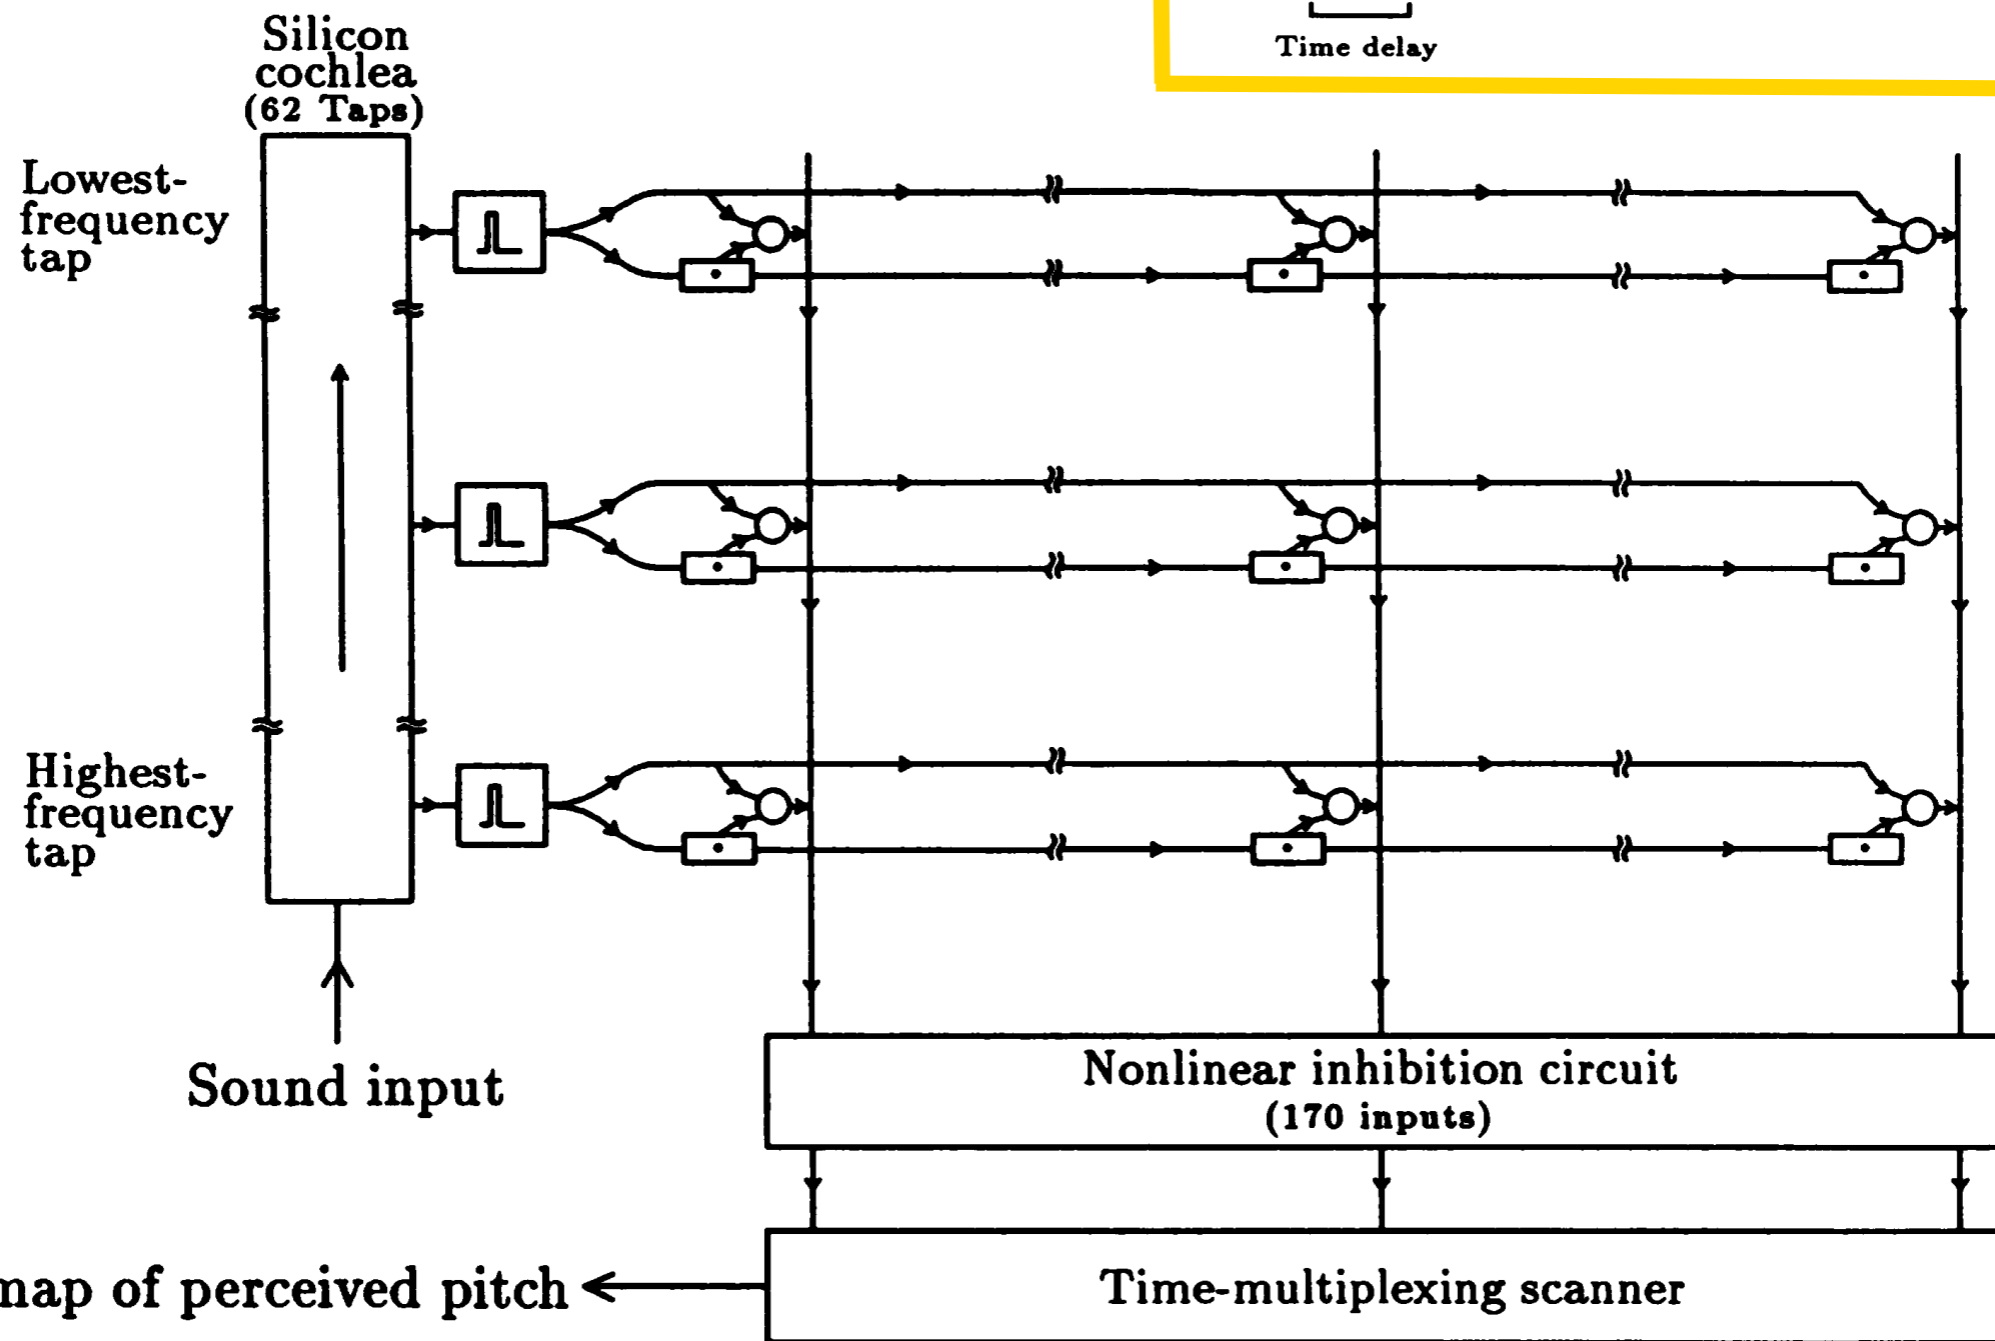 Time delay
Silicon
cochlea
(62 Taps)
Lowest-
frequency
tap
Highest-
frequency
tap
Sound input
Nonlinear inhibition circuit
(170 inputs)
map of perceived pitch
Time-multiplexing scanner